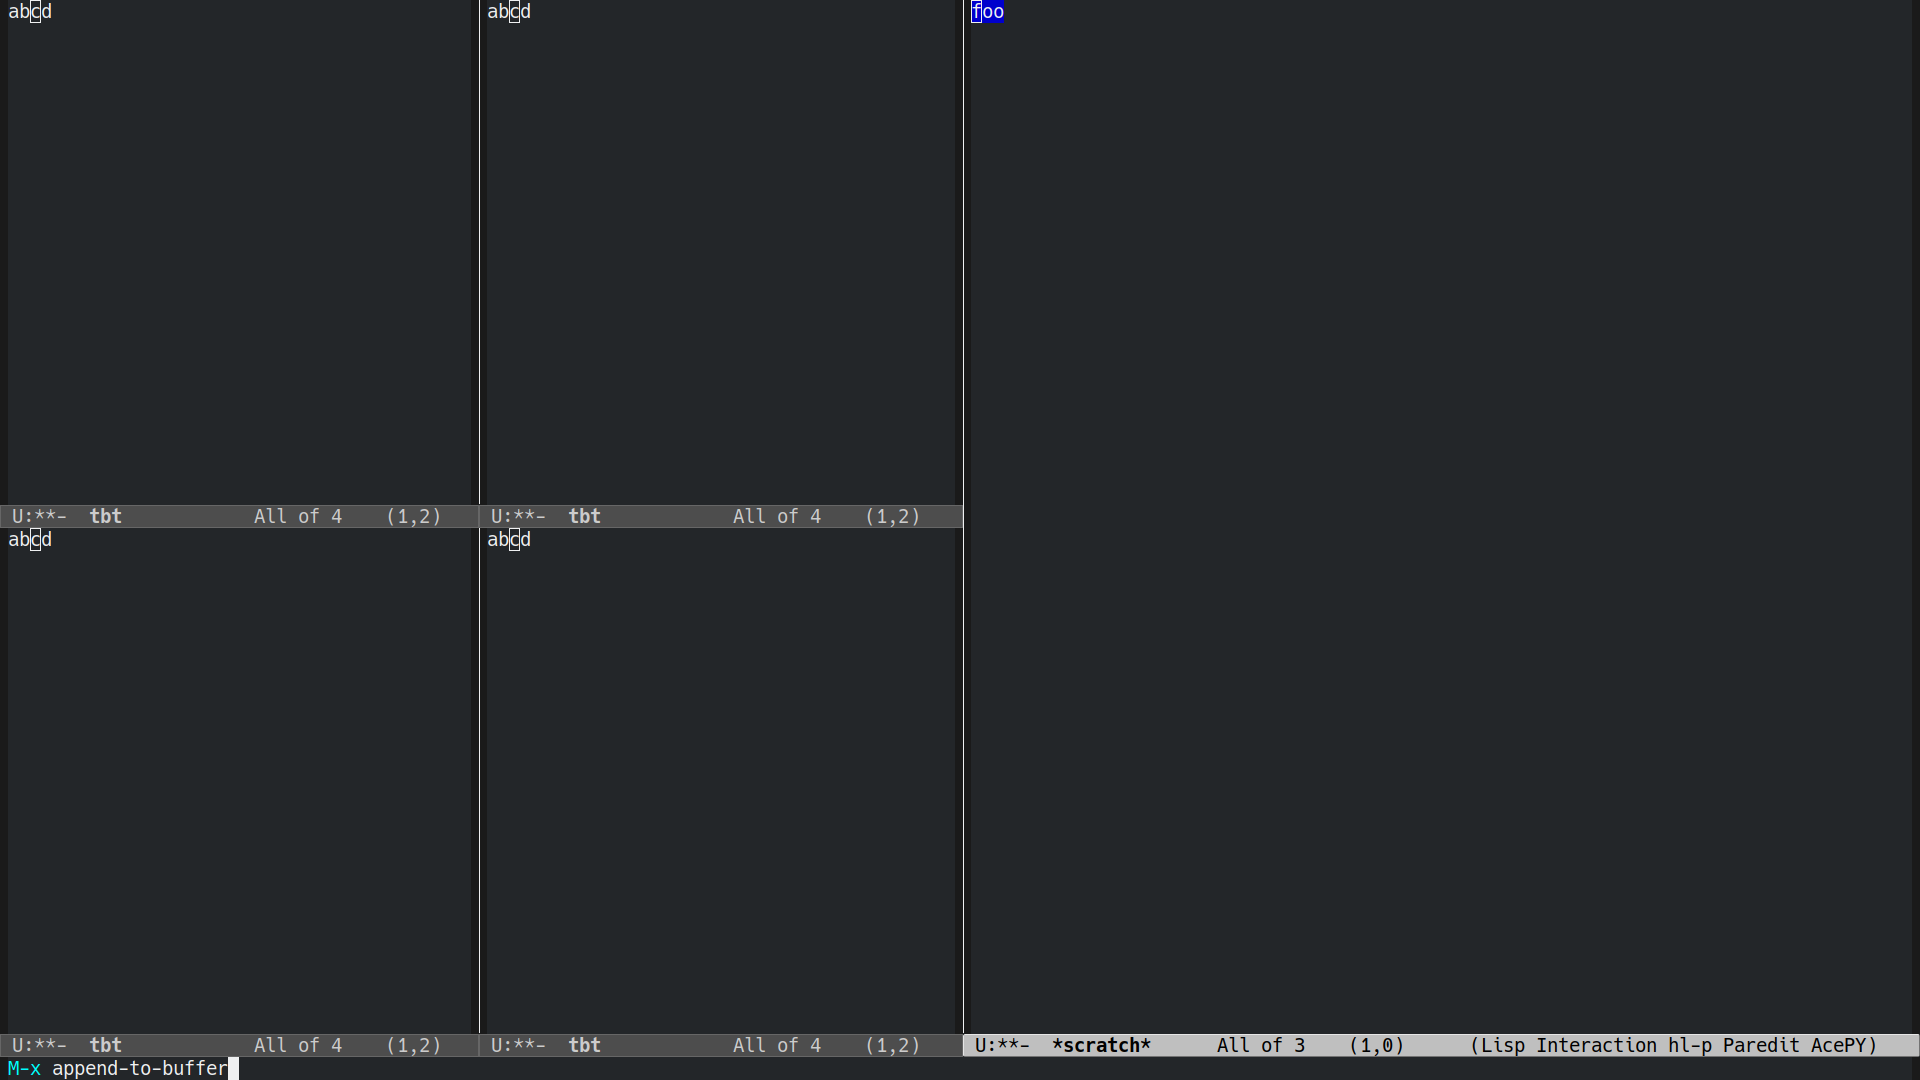 abcd
abcd
foo
U:**-  tbt            All of 4    (1,2)
U:**-  tbt            All of 4    (1,2)
abcd
abcd
U:**-  tbt            All of 4    (1,2)
U:**-  tbt            All of 4    (1,2)
U:**-  *scratch*      All of 3    (1,0)      (Lisp Interaction hl-p Paredit AcePY)
M-x append-to-buffer